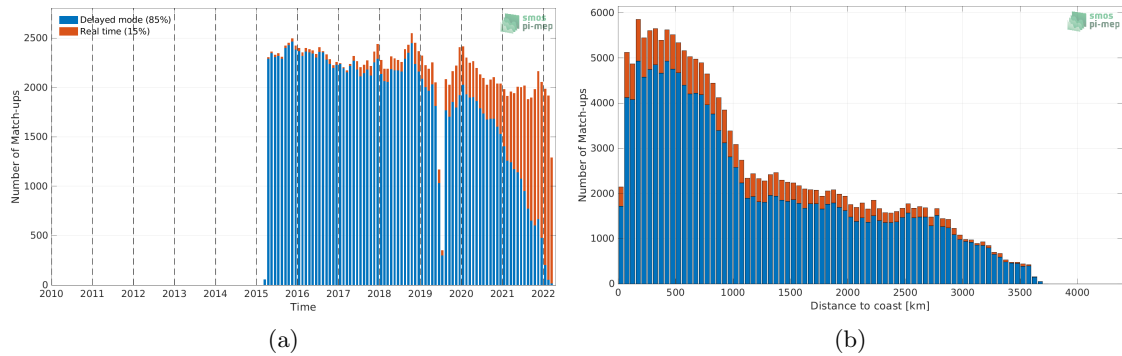 Delayed mode (85%)
Real time (15%)
smos
pi-mep
Number of Match-ups
2500
2000
1500
1000
500
0
2010 2011 2012 2013 2014 2015 2016 2017 2018 2019 2020 2021 2022
Time
(a)
smos
pi-mep
Number of Match-ups
6000
5000
4000
3000
2000
1000
0
0 500 1000 1500 2000 2500 3000 3500 4000
Distance to coast [km]
(b)